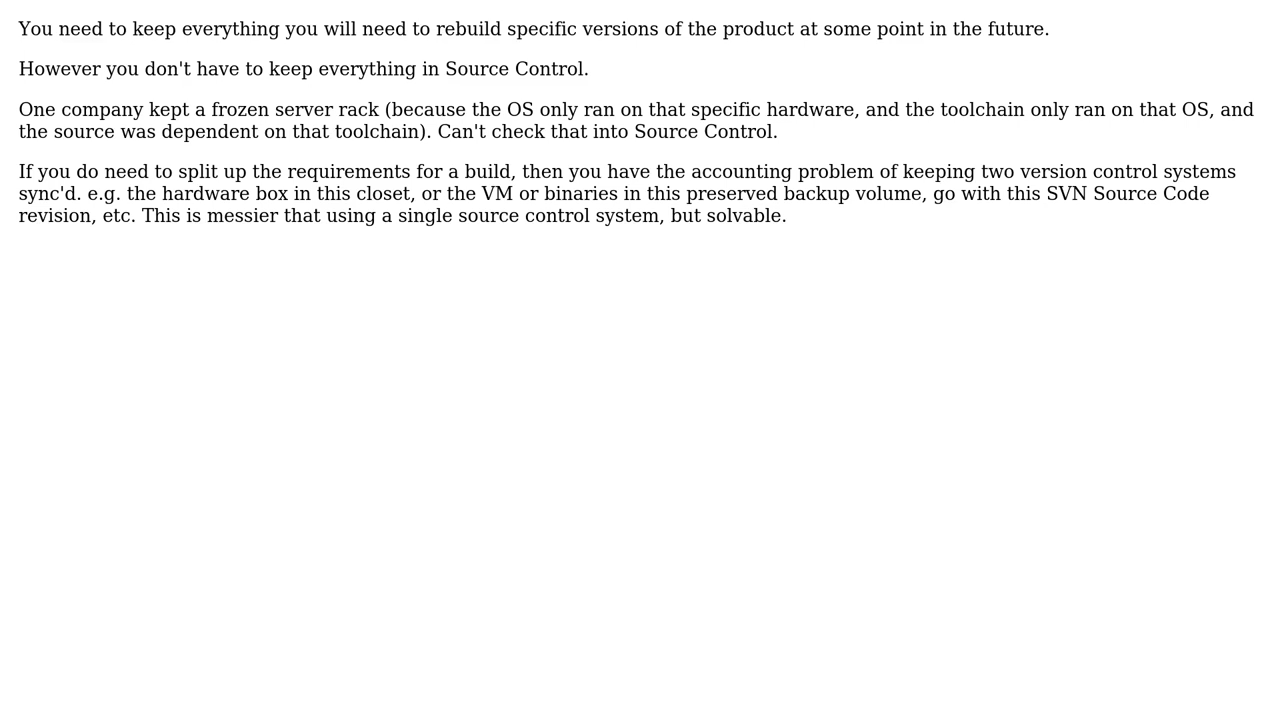 You need to keep everything you will need to rebuild specific versions of the product at some point in the future.
However you don't have to keep everything in Source Control.
One company kept a frozen server rack (because the OS only ran on that specific hardware, and the toolchain only ran on that OS, and
the source was dependent on that toolchain). Can't check that into Source Control.
If you do need to split up the requirements for a build, then you have the accounting problem of keeping two version control systems
sync'd. e.g. the hardware box in this closet, or the VM or binaries in this preserved backup volume, go with this SVN Source Code
revision, etc. This is messier that using a single source control system, but solvable.